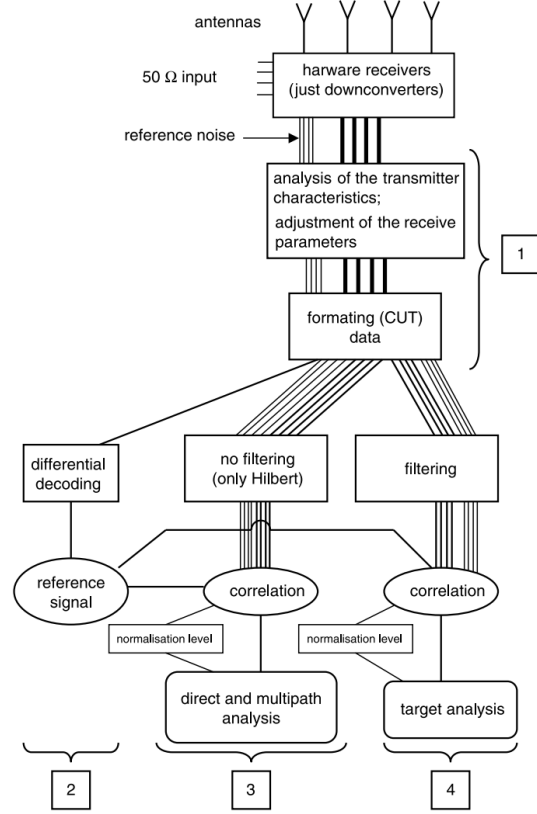 antennas
50 Ω input
harware receivers
(just downconverters)
reference noise
analysis of the transmitter
characteristics;
adjustment of the receive
parameters
1
formating (CUT)
data
differential
decoding
no filtering
(only Hilbert)
filtering
reference
signal
correlation
correlation
normalisation level
normalisation level
direct and multipath
analysis
target analysis
2
3
4